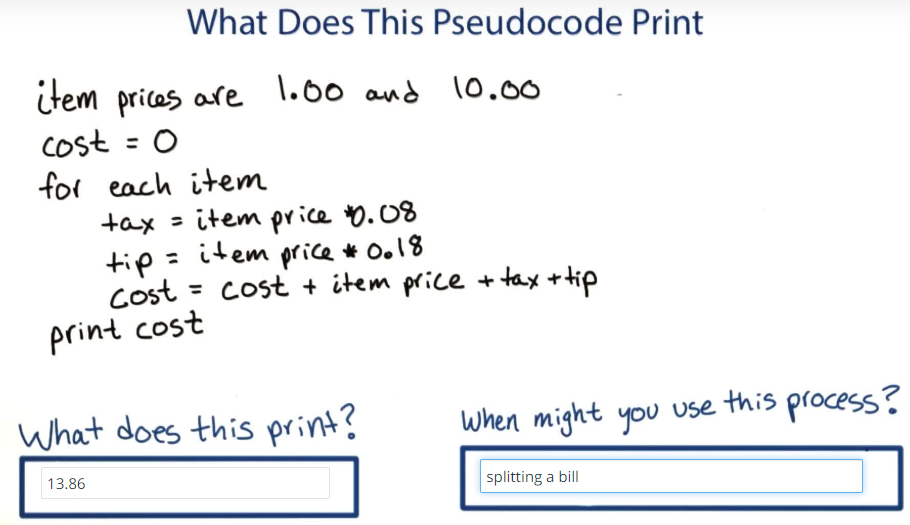 What Does This Pseudocode Print
item prices are 1.00 and 10.00
cost = 0
for each item
tax = item price * 0.08
tip = item price * 0.18
cost = cost + item price + tax + tip
print cost
What does this print?
When might you use this process?
13.86
splitting a bill